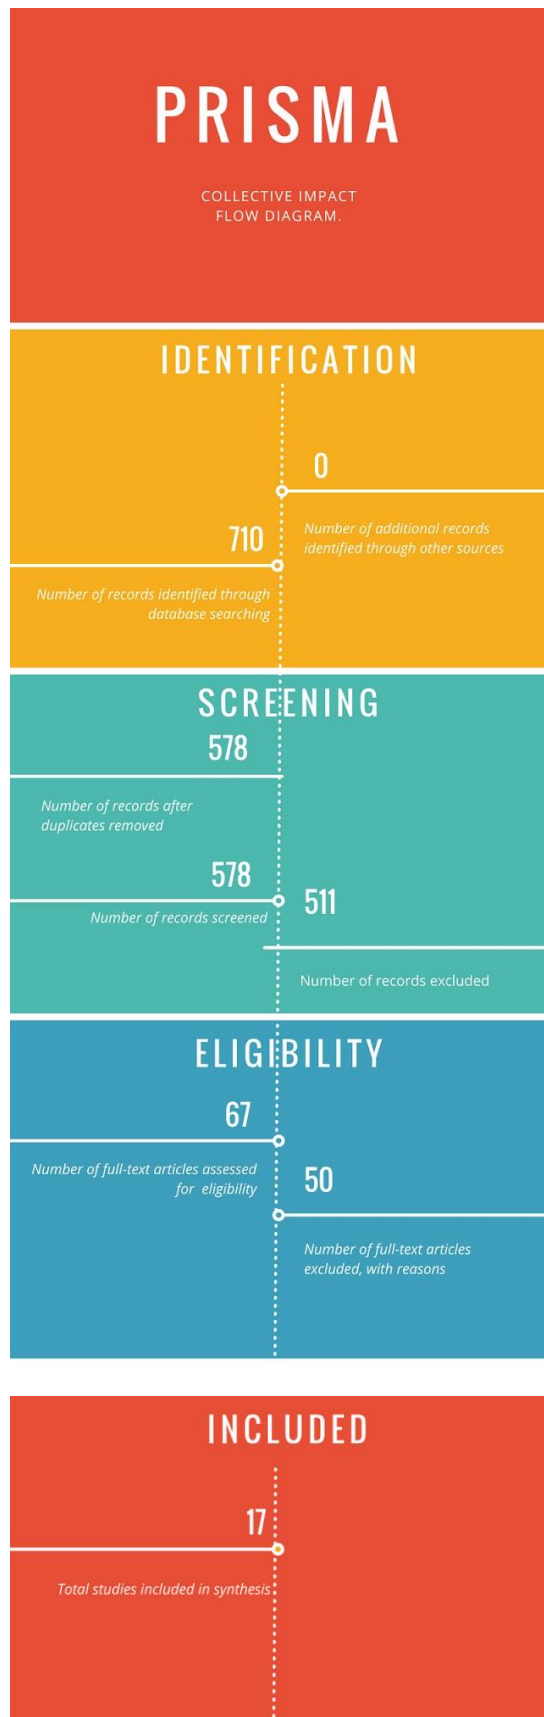 PRISMA
COLLECTIVE IMPACT
FLOW DIAGRAM.
IDENTIFICATION
0
Number of additional records
identified through other sources
710
Number of records identified through
database searching
SCREENING
578
Number of records after
duplicates removed
578
Number of records screened
511
Number of records excluded
ELIGIBILITY
67
Number of full-text articles assessed
for eligibility
50
Number of full-text articles
excluded, with reasons
INCLUDED
17
Total studies included in synthesis